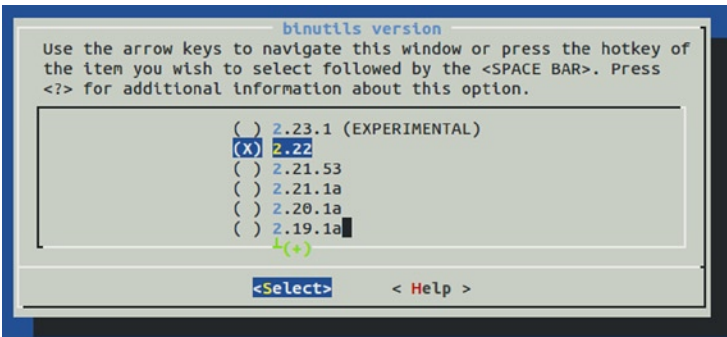 binutils version
Use the arrow keys to navigate this window or press the hotkey of
the item you wish to select followed by the <SPACE BAR>. Press
<?> for additional information about this option.
( ) 2.23.1 (EXPERIMENTAL)
(X) 2.22
( ) 2.21.53
( ) 2.21.1a
( ) 2.20.1a
( ) 2.19.1a
(+)
<Select> < Help >